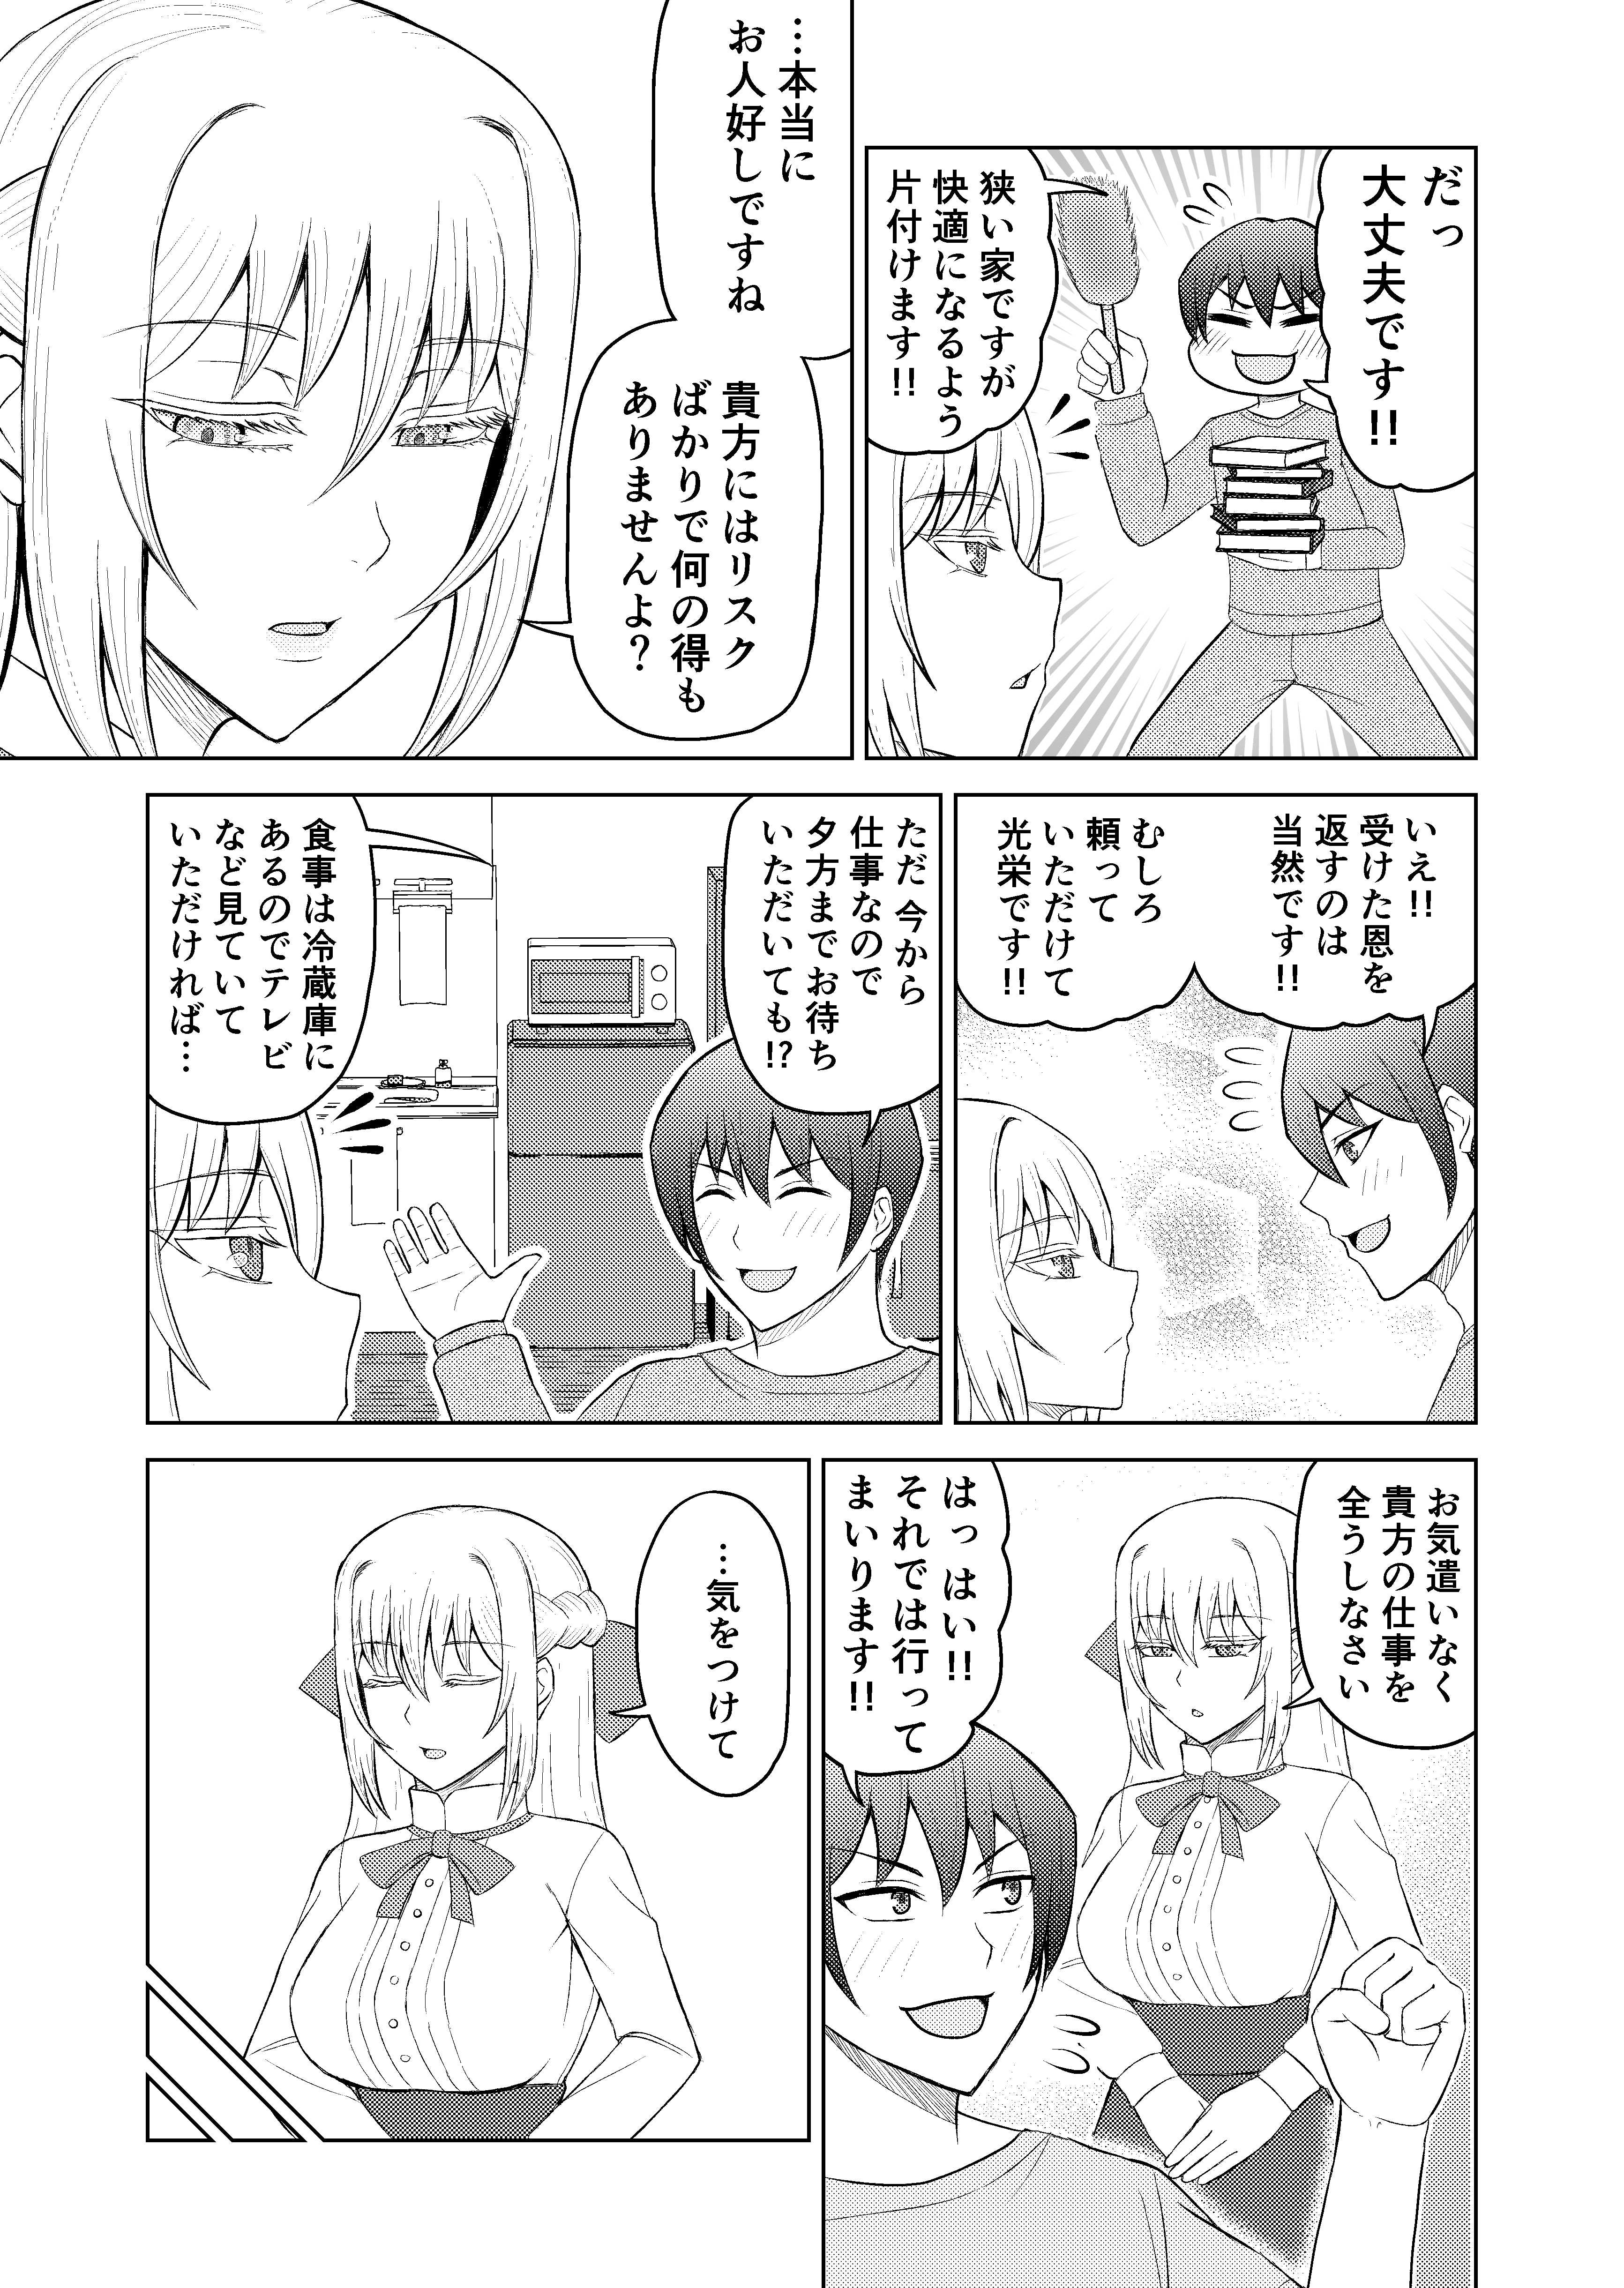 だっ
大丈夫です!!
狭い家ですが
快適になるよう
片付けます!!
…本当に
お人好しですね
貴方にはリスク
ばかりで何の得も
ありませんよ?
いえ!!
受けた恩を
返すのは
当然です!!
むしろ
頼って
いただけて
光栄です!!
ただ 今から
仕事なので
夕方までお待ち
いただいても!?
食事は冷蔵庫に
あるのでテレビ
など見ていて
いただければ…
お気遣いなく
貴方の仕事を
全うしなさい
はっ はい!!
それでは行って
まいります!!
…気をつけて